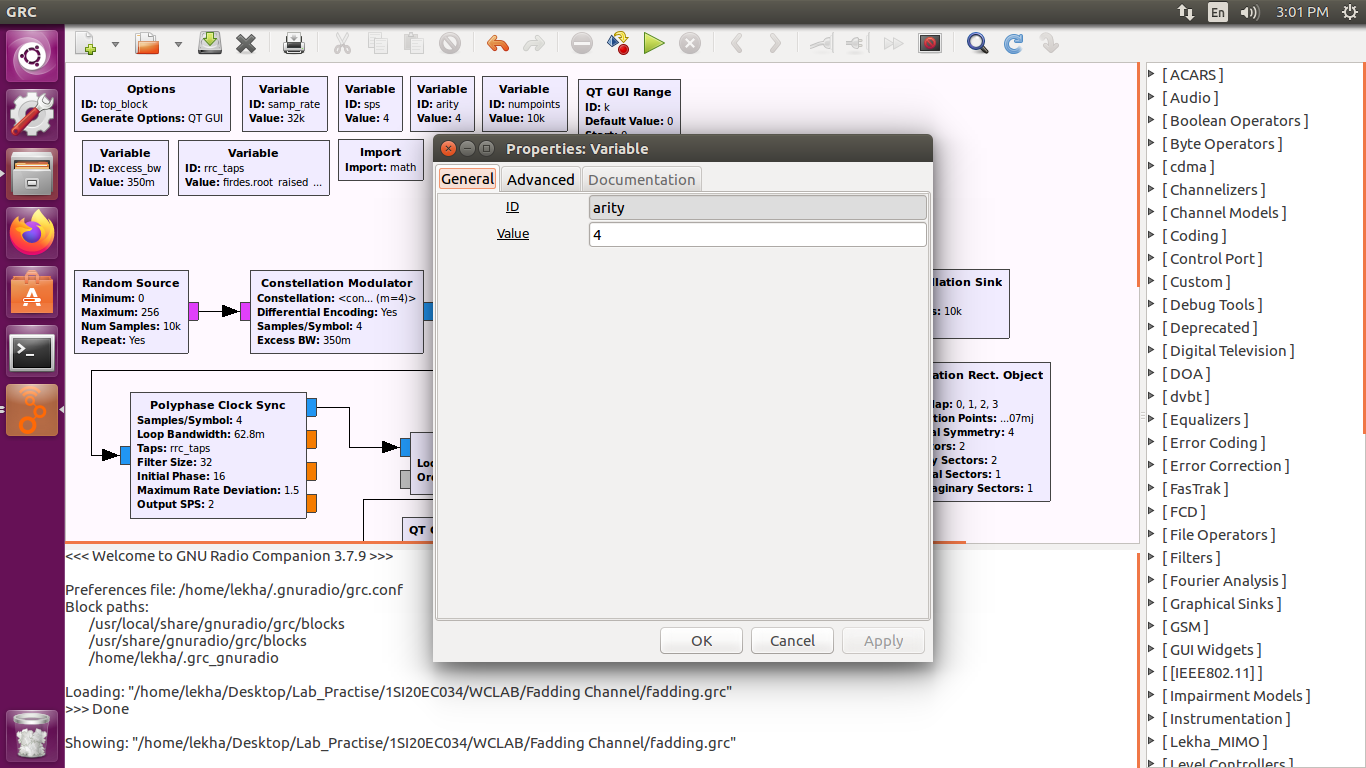 GRC
En
3:01 PM
Options
ID: top_block
Generate Options: QT GUI
Variable
ID: samp_rate
Value: 32k
Variable
ID: sps
Value: 4
Variable
ID: arity
Value: 4
Variable
ID: numpoints
Value: 10k
QT GUI Range
ID: k
Default Value: 0
Variable
ID: excess_bw
Value: 350m
Variable
ID: rrc_taps
Value: firdes.root_raised_...
Import
Import: math
Properties: Variable
General
Advanced
Documentation
ID
arity
Value
4
OK
Cancel
Apply
Random Source
Minimum: 0
Maximum: 256
Num Samples: 10k
Repeat: Yes
Constellation Modulator
Constellation: <con... (m=4)>
Differential Encoding: Yes
Samples/Symbol: 4
Excess BW: 350m
llation Sink
s: 10k
Polyphase Clock Sync
Samples/Symbol: 4
Loop Bandwidth: 62.8m
Taps: rrc_taps
Filter Size: 32
Initial Phase: 16
Maximum Rate Deviation: 1.5
Output SPS: 2
Loo
Ord
QT G
ation Rect. Object
ap: 0, 1, 2, 3
tion Points: ...07mj
al Symmetry: 4
ors: 2
y Sectors: 2
al Sectors: 1
aginary Sectors: 1
<<< Welcome to GNU Radio Companion 3.7.9 >>>
Preferences file: /home/lekha/.gnuradio/grc.conf
Block paths:
/usr/local/share/gnuradio/grc/blocks
/usr/share/gnuradio/grc/blocks
/home/lekha/.grc_gnuradio
Loading: "/home/lekha/Desktop/Lab_Practise/1SI20EC034/WCLAB/Fadding Channel/fadding.grc"
>>> Done
Showing: "/home/lekha/Desktop/Lab_Practise/1SI20EC034/WCLAB/Fadding Channel/fadding.grc"
[ ACARS ]
[ Audio ]
[ Boolean Operators ]
[ Byte Operators ]
[ cdma ]
[ Channelizers ]
[ Channel Models ]
[ Coding ]
[ Control Port ]
[ Custom ]
[ Debug Tools ]
[ Deprecated ]
[ Digital Television ]
[ DOA ]
[ dvbt ]
[ Equalizers ]
[ Error Coding ]
[ Error Correction ]
[ FasTrak ]
[ FCD ]
[ File Operators ]
[ Filters ]
[ Fourier Analysis ]
[ Graphical Sinks ]
[ GSM ]
[ GUI Widgets ]
[ [IEEE802.11] ]
[ Impairment Models ]
[ Instrumentation ]
[ Lekha_MIMO ]
[ Level Controllers ]